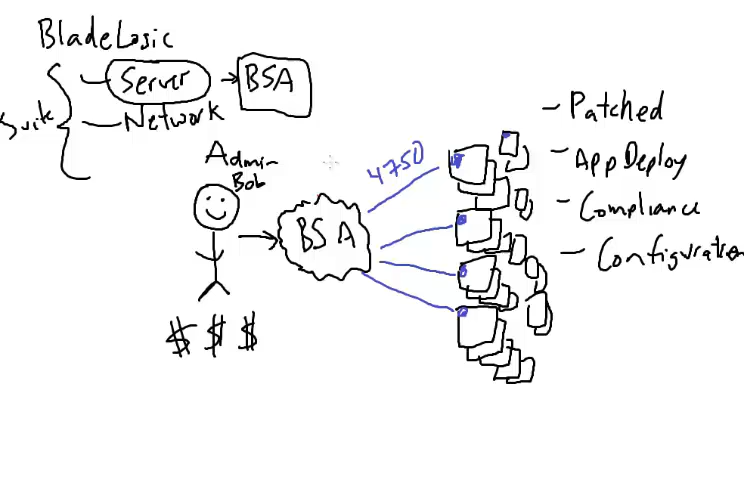 BladeLogic
Suite
Server
BSA
Network
Admin
Bob
BSA
$ $ $
4750
- Patched
- App Deploy
- Compliance
- Configuration